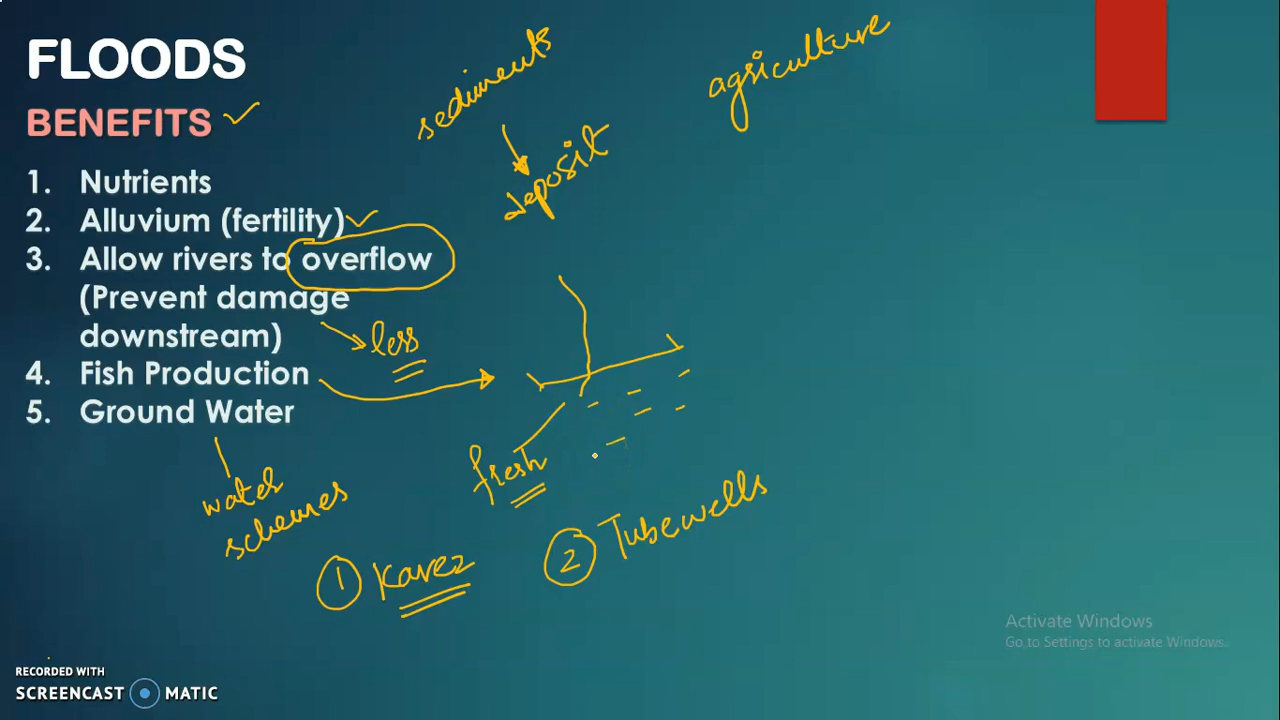 FLOODS
BENEFITS
1. Nutrients
2. Alluvium (fertility)
3. Allow rivers to overflow
(Prevent damage
downstream)
4. Fish Production
5. Ground Water
sediments
deposit
agriculture
less
fresh
water
schemes
1 Karez
2 Tubewells
Activate Windows
Go to Settings to activate Windows.
RECORDED WITH
SCREENCAST MATIC